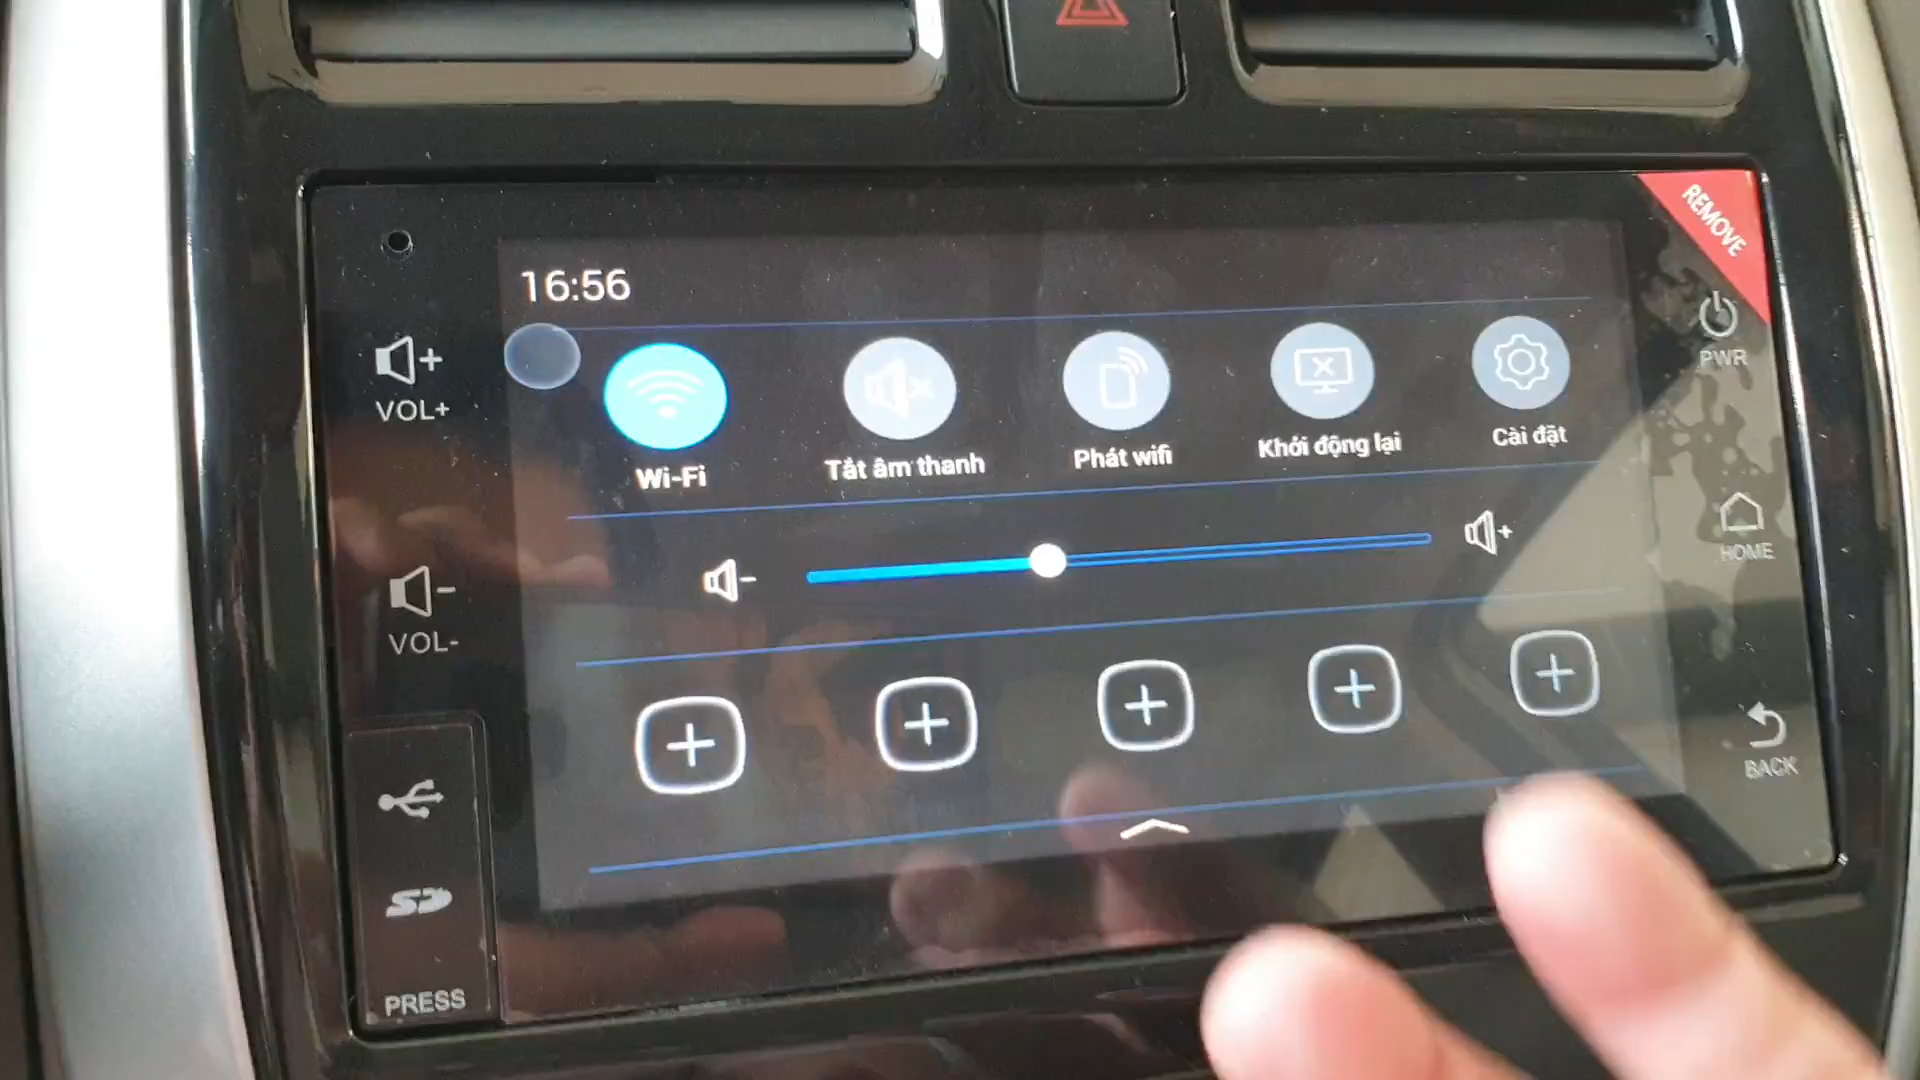 REMOVE
16:56
VOL+
PWR
Wi-Fi
Tắt âm thanh
Phát wifi
Khởi động lại
Cài đặt
HOME
VOL-
BACK
SD
PRESS